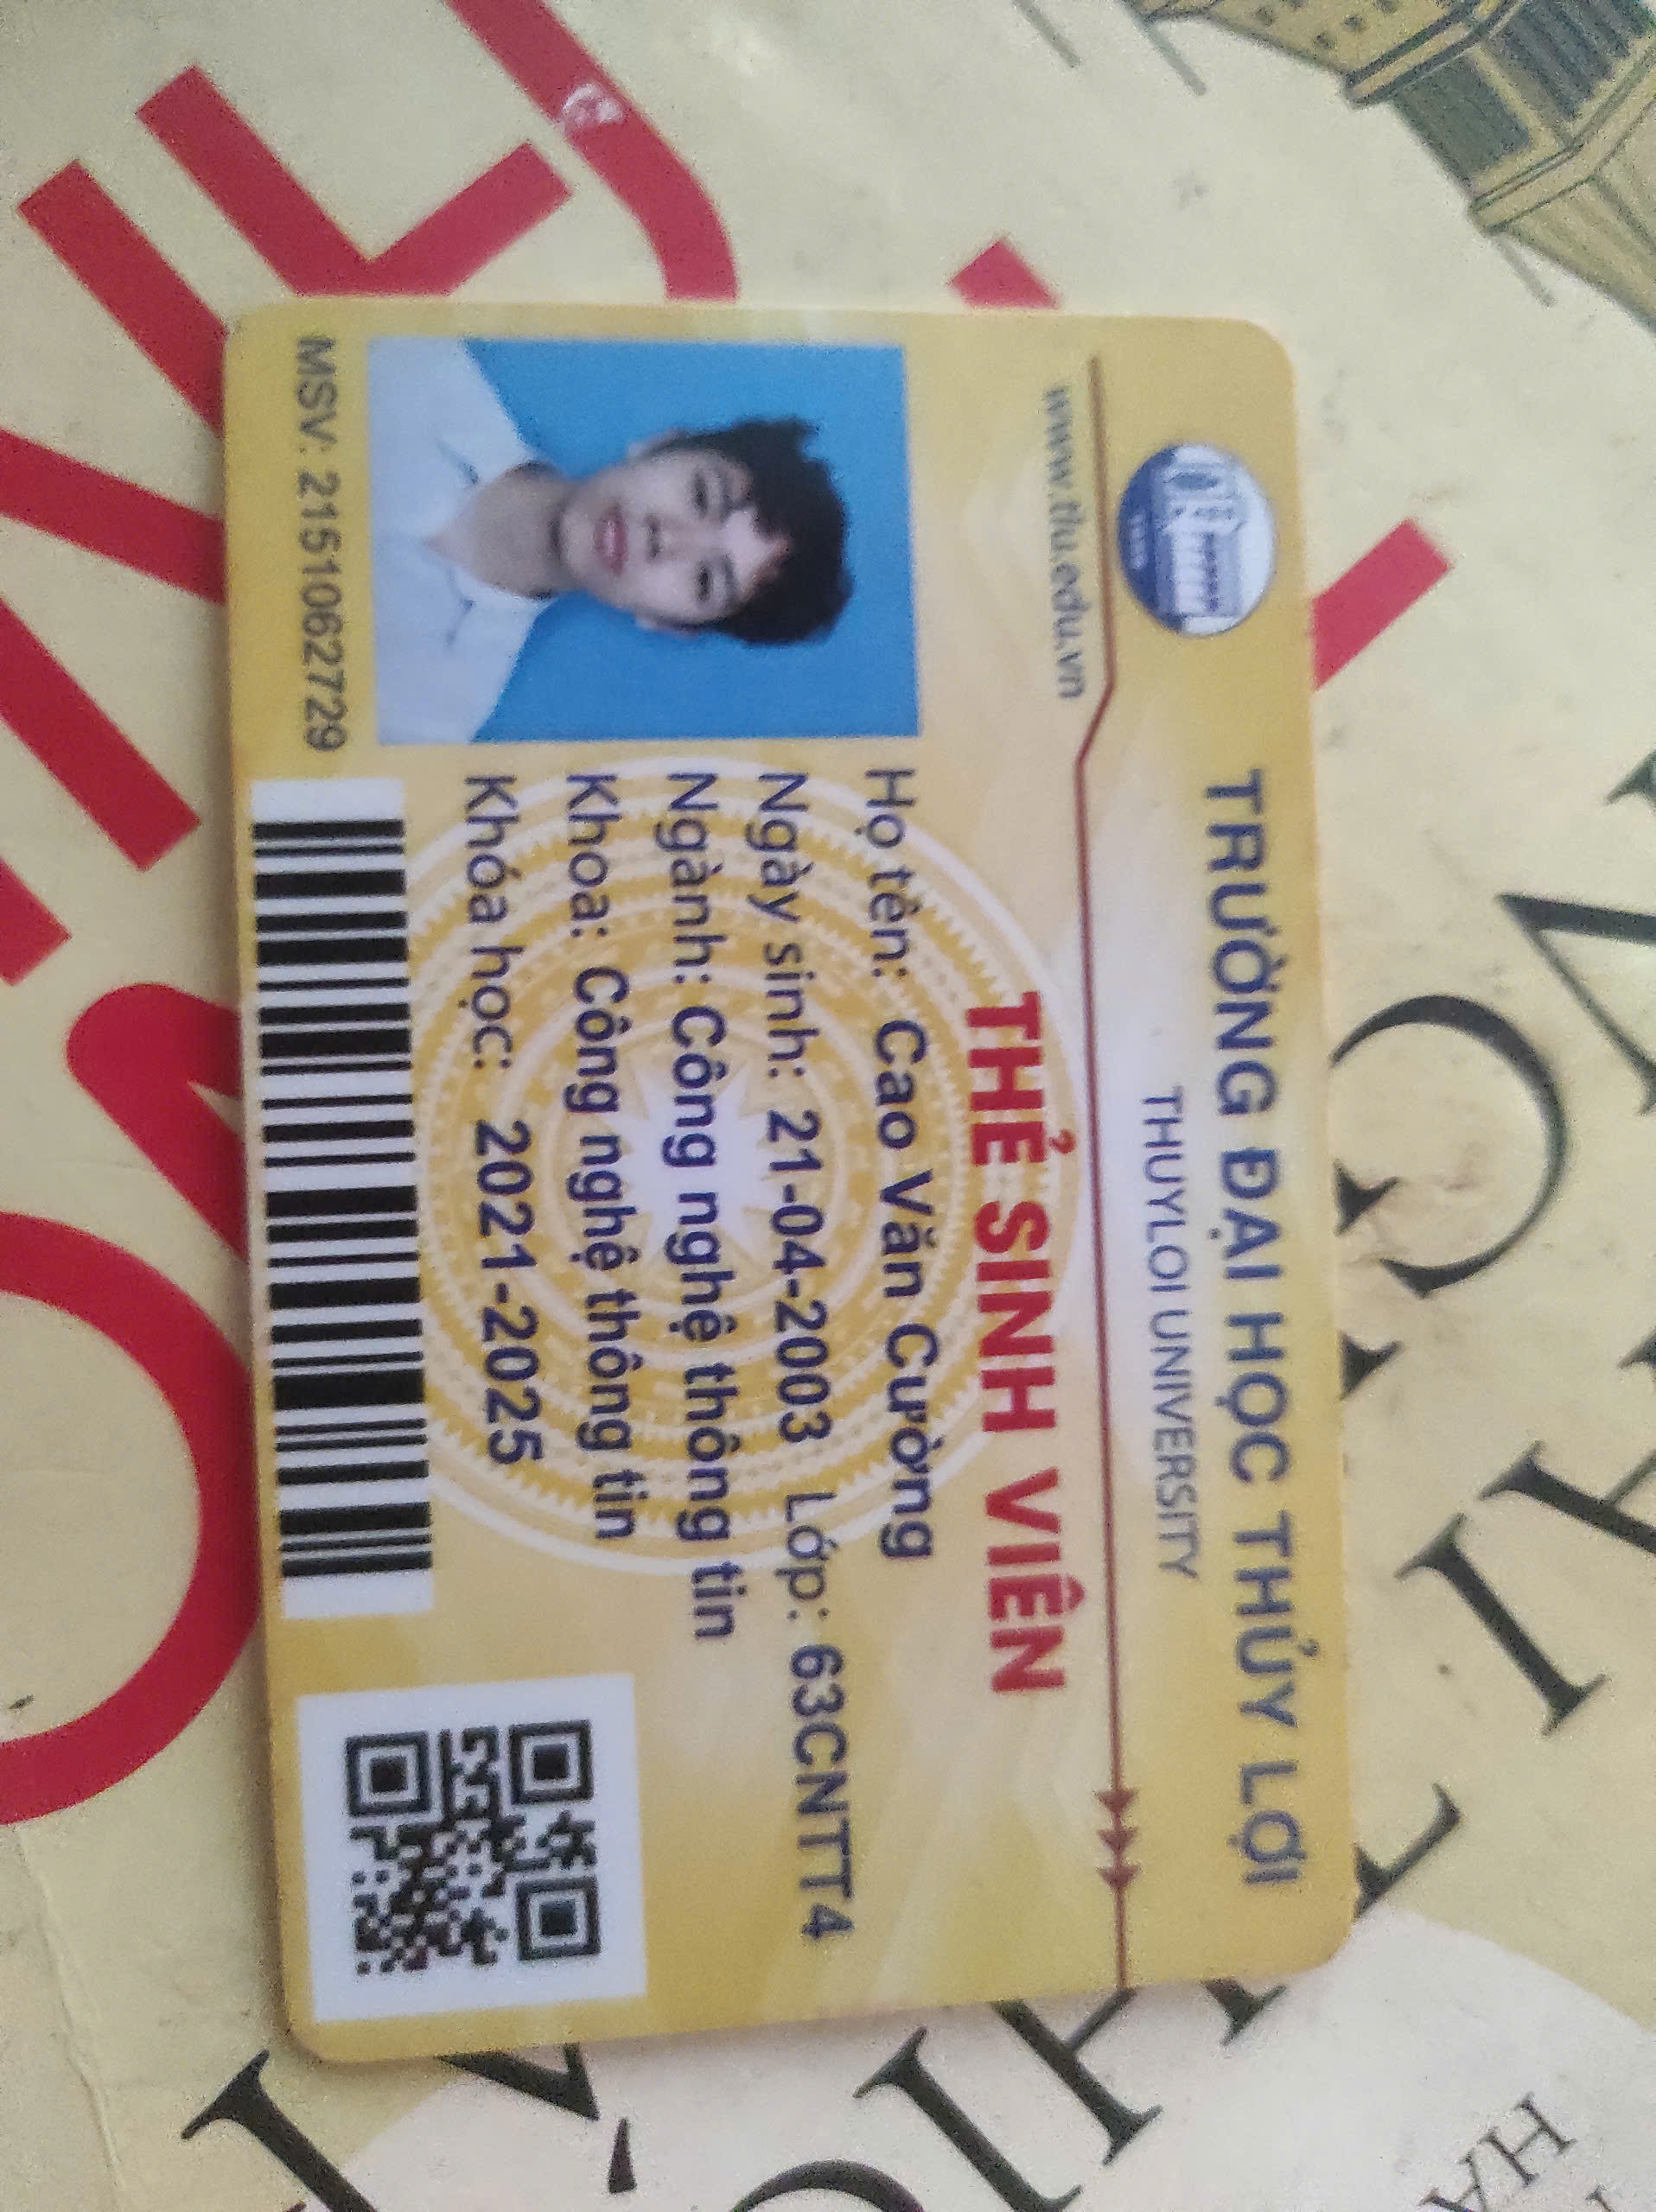 TRƯỜNG ĐẠI HỌC THỦY LỢI
THUYLOI UNIVERSITY
www.tlu.edu.vn
THẺ SINH VIÊN
Họ tên: Cao Văn Cường
Ngày sinh: 21-04-2003 Lớp: 63CNTT4
Ngành: Công nghệ thông tin
Khoa: Công nghệ thông tin
Khóa học: 2021-2025
MSV: 2151062729